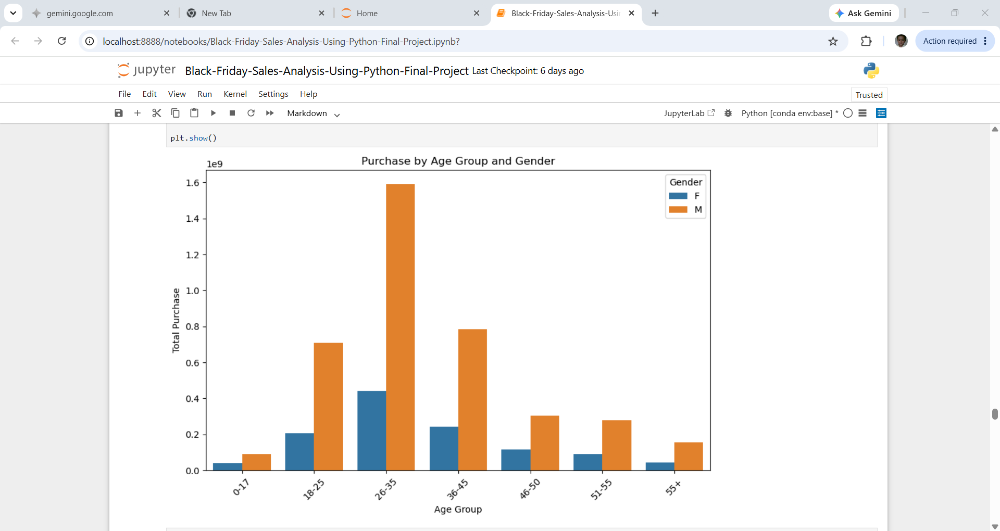 gemini.google.com
New Tab
Home
Black-Friday-Sales-Analysis-Usi
Ask Gemini
localhost:8888/notebooks/Black-Friday-Sales-Analysis-Using-Python-Final-Project.ipynb?
Action required
jupyter Black-Friday-Sales-Analysis-Using-Python-Final-Project Last Checkpoint: 6 days ago
File Edit View Run Kernel Settings Help
Trusted
Markdown
JupyterLab
Python [conda env:base] *
plt.show()
Purchase by Age Group and Gender
1e9
Gender
F
M
1.6
1.4
1.2
1.0
0.8
0.6
0.4
0.2
0.0
Total Purchase
0-17 18-25 26-35 36-45 46-50 51-55 55+
Age Group